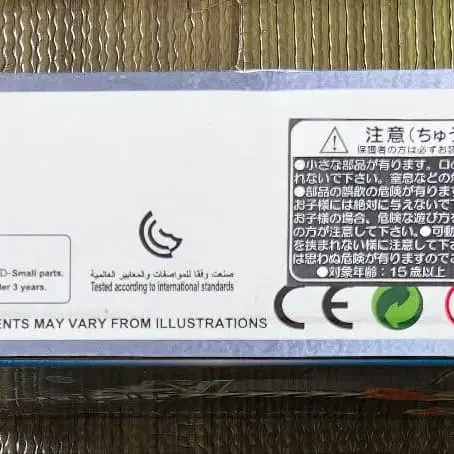 D-Small parts.
er 3 years.
صنعت وفقا للمواصفات والمعايير العالمية
Tested according to international standards
ENTS MAY VARY FROM ILLUSTRATIONS
注意(ちゅう
保護者の方は必ずお読
●小さな部品が有ります。口の
れないで下さい。窒息などの危
●部品の誤飲の危険が有ります
お子様には絶対に与えないで下
お子様の場合、危険な遊び方を
の方が注意して下さい。●可動
を挟まれない様に注意して下さ
は思わぬ危険が有りますので
●対象年齢:15歳以上
CE